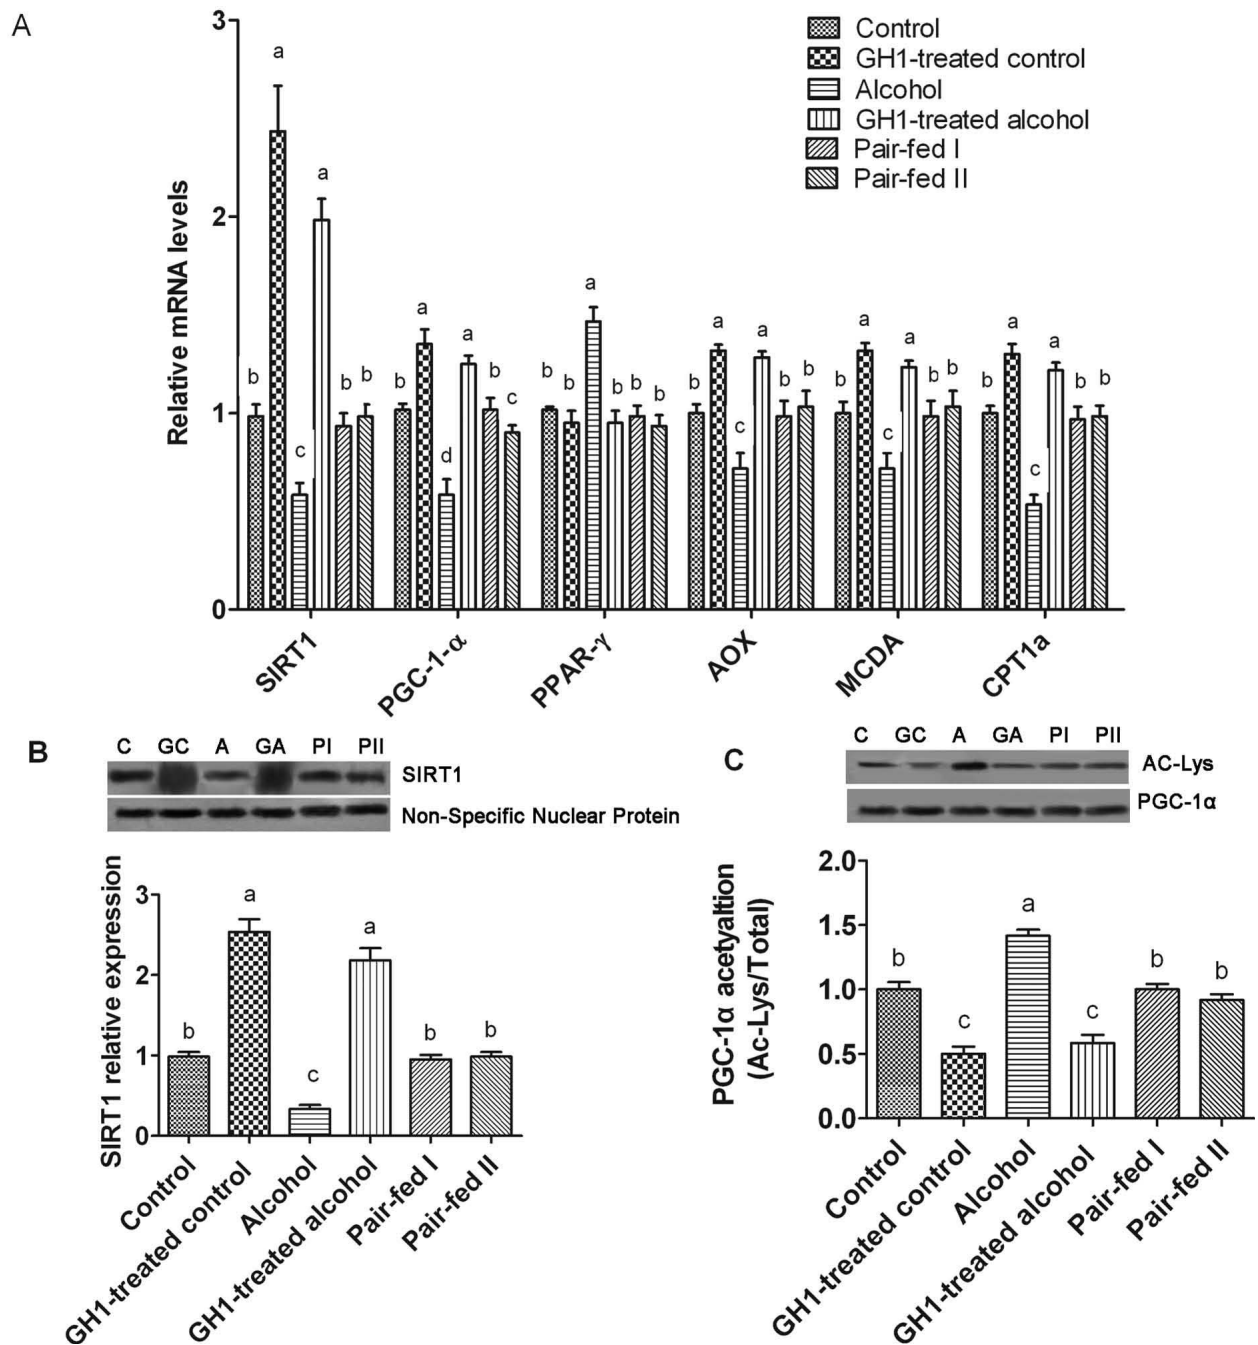 A
3
2
1
0
Relative mRNA levels
Control
GH1-treated control
Alcohol
GH1-treated alcohol
Pair-fed I
Pair-fed II
b a c a b b
b a d a b c
b b a b b b
b a c a b b
b a c a b b
b a c a b b
SIRT1
PGC-1-α
PPAR-γ
AOX
MCDA
CPT1a
B
C GC A GA PI PII
SIRT1
Non-Specific Nuclear Protein
SIRT1 relative expression
3
2
1
0
b a c a b b
Control
GH1-treated control
Alcohol
GH1-treated alcohol
Pair-fed I
Pair-fed II
C
C GC A GA PI PII
AC-Lys
PGC-1α
PGC-1α acetyaltion
(Ac-Lys/Total)
2.0
1.5
1.0
0.5
0.0
b c a c b b
Control
GH1-treated control
Alcohol
GH1-treated alcohol
Pair-fed I
Pair-fed II